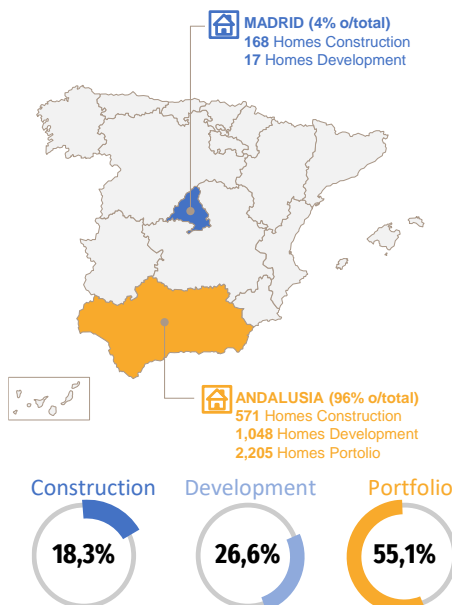 MADRID (4% o/total)
168 Homes Construction
17 Homes Development
ANDALUSIA (96% o/total)
571 Homes Construction
1,048 Homes Development
2,205 Homes Portolio
Construction Development Portfolio
18,3% 26,6% 55,1%